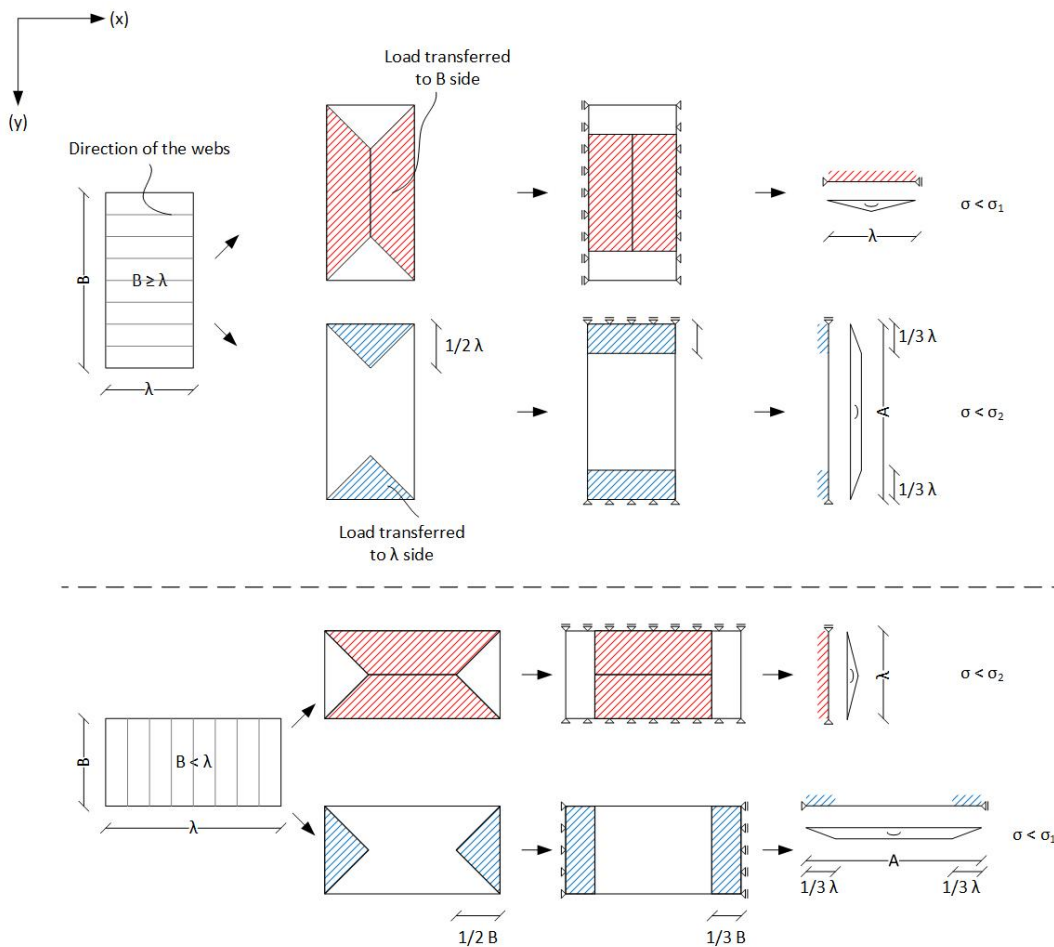 (x)
(y)
Load transferred
to B side
Direction of the webs
B
B ≥ λ
λ
λ
σ < σ1
1/2 λ
1/3 λ
A
1/3 λ
σ < σ2
Load transferred
to λ side
B
B < λ
λ
λ
σ < σ2
A
1/3 λ
1/3 λ
σ < σ1
1/2 B
1/3 B